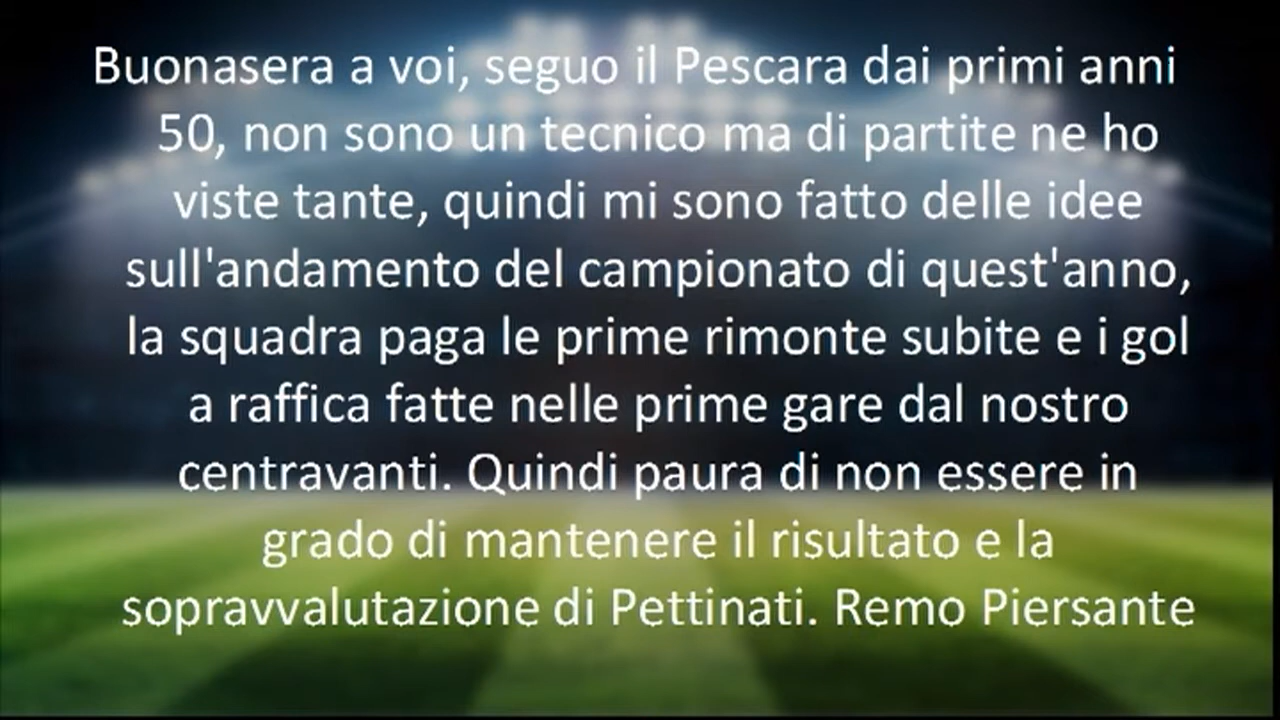 Buonasera a voi, seguo il Pescara dai primi anni
50, non sono un tecnico ma di partite ne ho
viste tante, quindi mi sono fatto delle idee
sull'andamento del campionato di quest'anno,
la squadra paga le prime rimonte subite e i gol
a raffica fatte nelle prime gare dal nostro
centravanti. Quindi paura di non essere in
grado di mantenere il risultato e la
sopravvalutazione di Pettinati. Remo Piersante